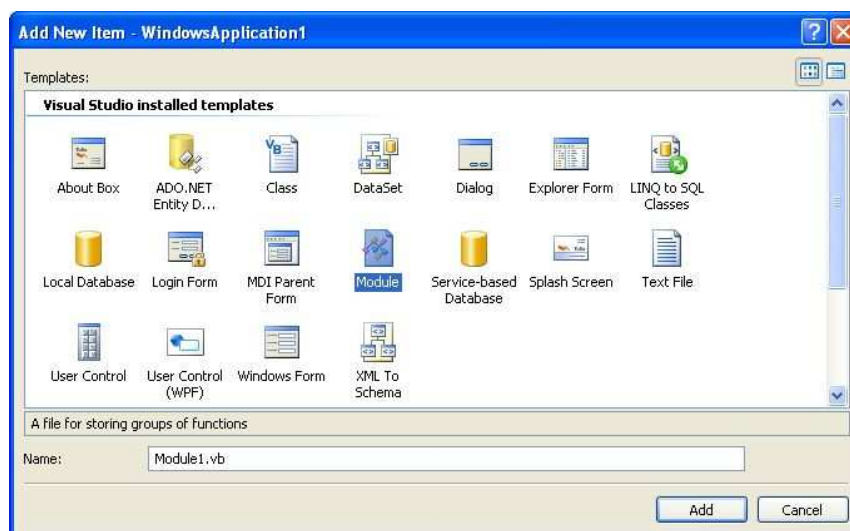 Add New Item - WindowsApplication1
Templates:
Visual Studio installed templates
About Box
ADO.NET
Entity D...
Class
DataSet
Dialog
Explorer Form
LINQ to SQL
Classes
Local Database
Login Form
MDI Parent
Form
Module
Service-based
Database
Splash Screen
Text File
User Control
User Control
(WPF)
Windows Form
XML To
Schema
A file for storing groups of functions
Name: Module1.vb
Add Cancel